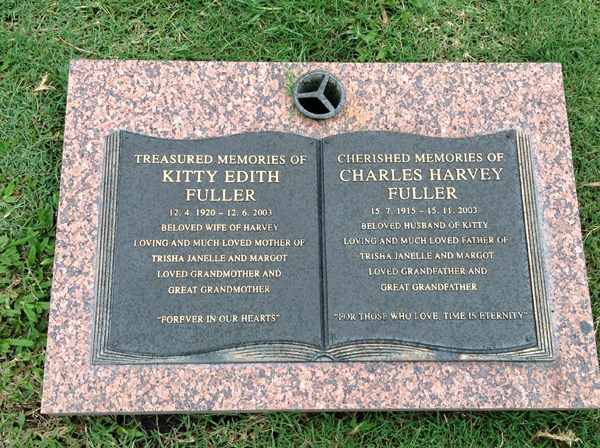 TREASURED MEMORIES OF
KITTY EDITH
FULLER
12. 4. 1920 – 12. 6. 2003
BELOVED WIFE OF HARVEY
LOVING AND MUCH LOVED MOTHER OF
TRISHA JANELLE AND MARGOT
LOVED GRANDMOTHER AND
GREAT GRANDMOTHER
"FOREVER IN OUR HEARTS"
CHERISHED MEMORIES OF
CHARLES HARVEY
FULLER
15. 7. 1915 – 15. 11. 2003
BELOVED HUSBAND OF KITTY
LOVING AND MUCH LOVED FATHER OF
TRISHA JANELLE AND MARGOT
LOVED GRANDFATHER AND
GREAT GRANDFATHER
"FOR THOSE WHO LOVE, TIME IS ETERNITY"